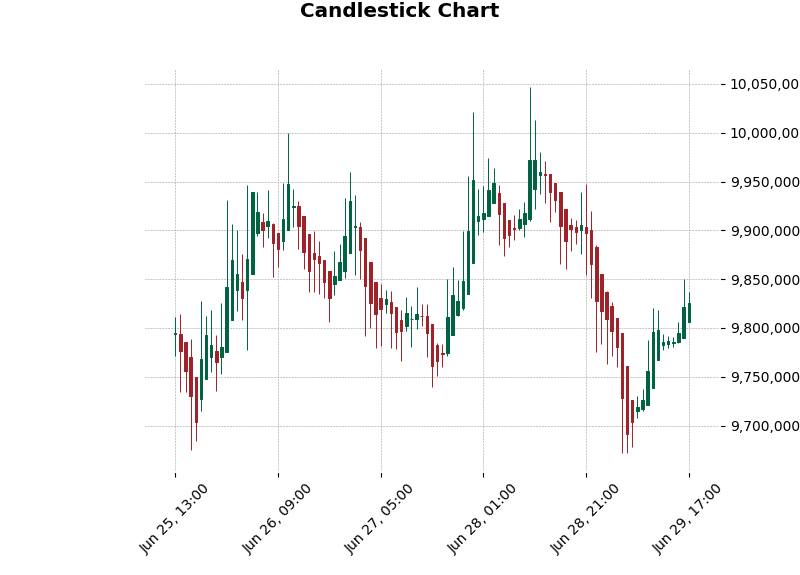 Candlestick Chart
10,050,00
10,000,00
9,950,000
9,900,000
9,850,000
9,800,000
9,750,000
9,700,000
Jun 25, 13:00
Jun 26, 09:00
Jun 27, 05:00
Jun 28, 01:00
Jun 28, 21:00
Jun 29, 17:00